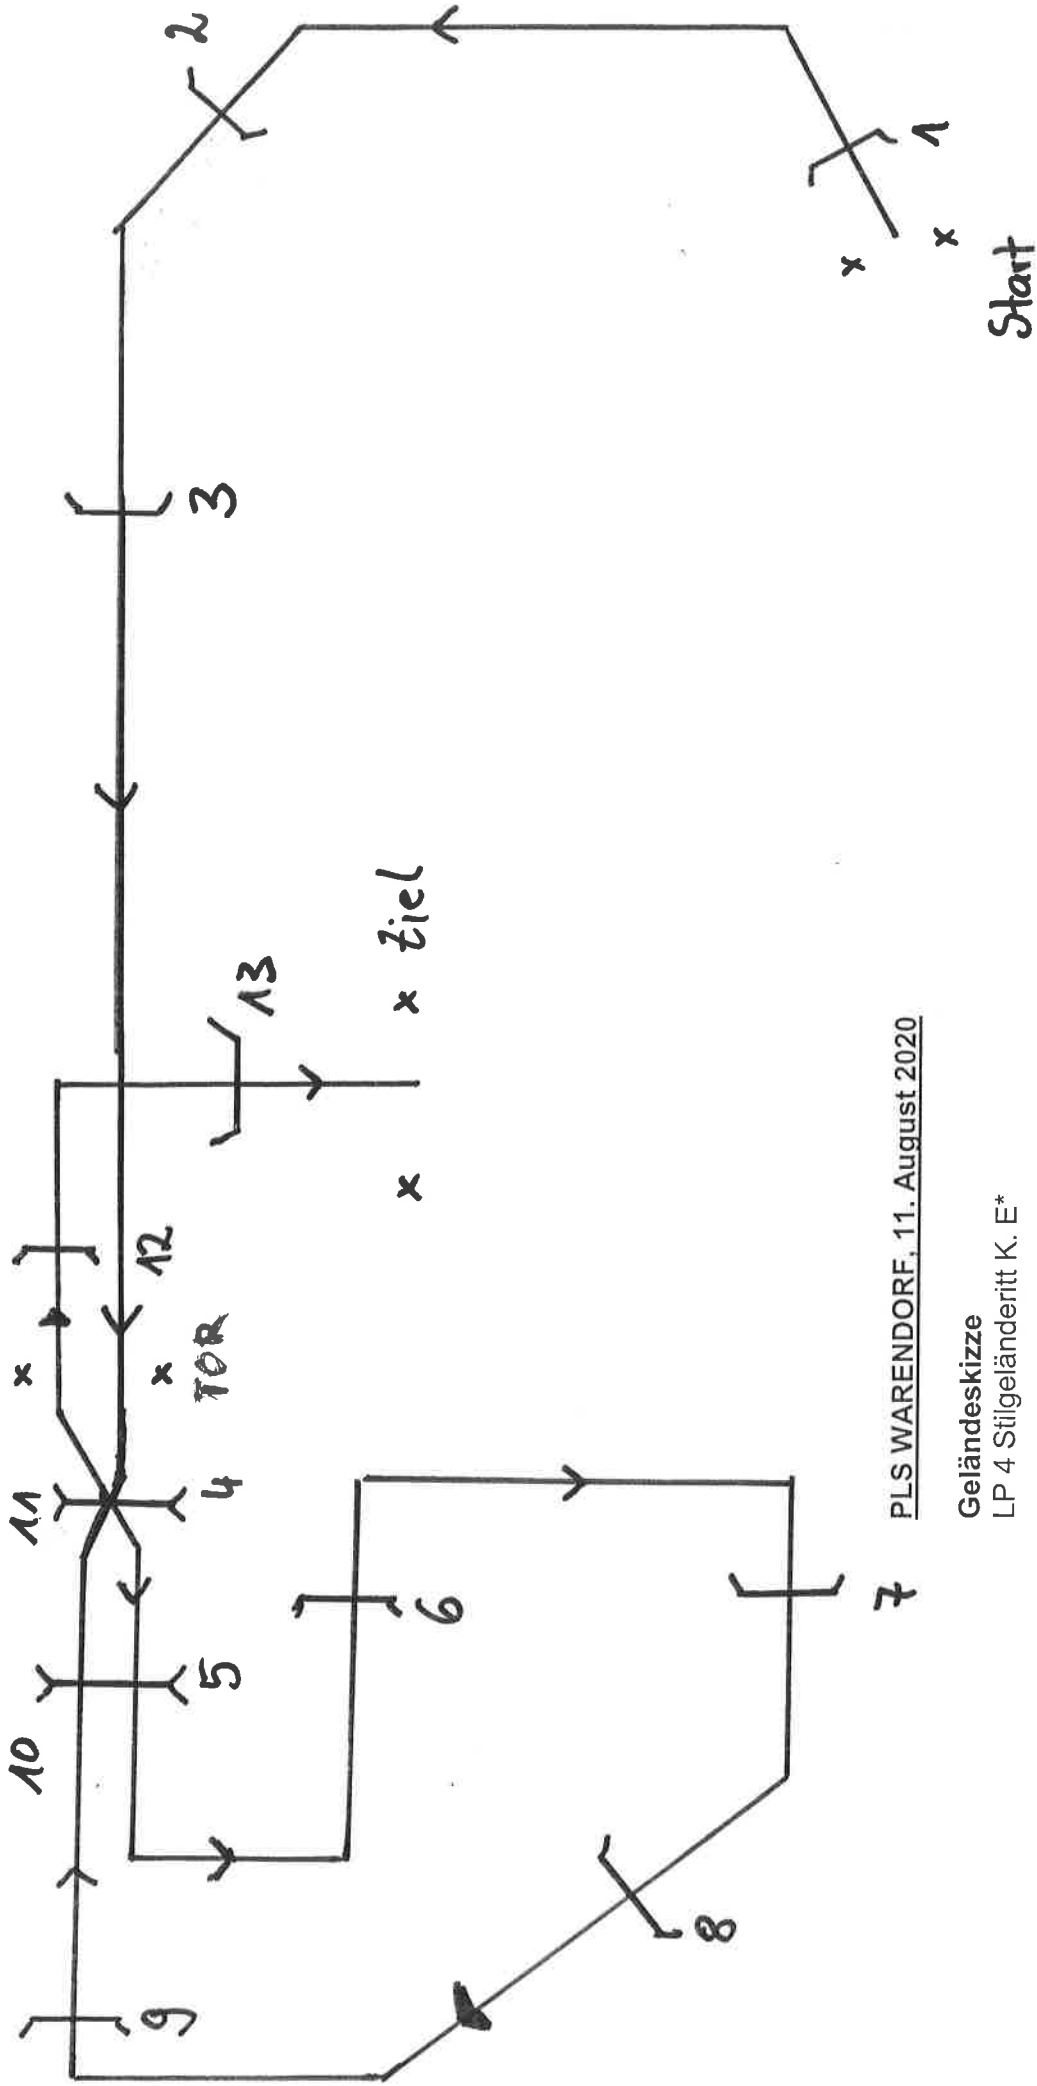 2
1
Start
3
13
Ziel
12
TOR
11
4
10
5
6
7
8
9
PLS WARENDORF, 11. August 2020
Geländeskizze
LP 4 Stilgeländeritt K. E*